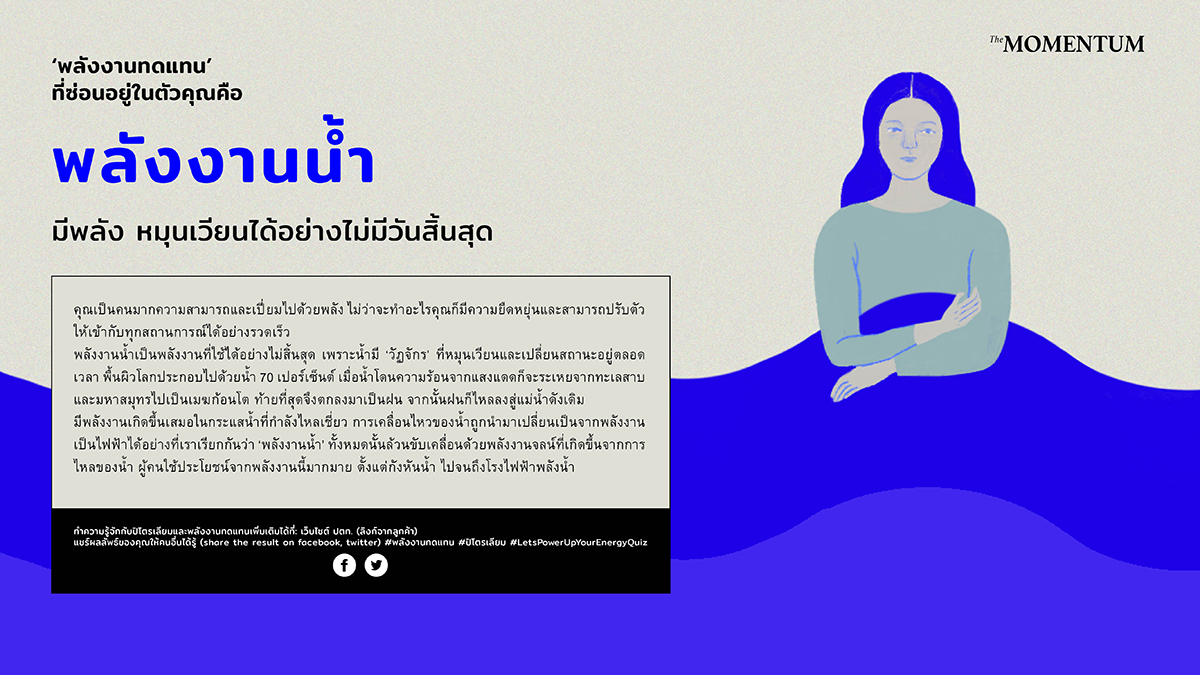 The MOMENTUM
‘พลังงานทดแทน’
ที่ซ่อนอยู่ในตัวคุณคือ
พลังงานน้ำ
มีพลัง หมุนเวียนได้อย่างไม่มีวันสิ้นสุด
คุณเป็นคนมากความสามารถและเปี่ยมไปด้วยพลัง ไม่ว่าจะทำอะไรคุณก็มีความยืดหยุ่นและสามารถปรับตัว
ให้เข้ากับทุกสถานการณ์ได้อย่างรวดเร็ว
พลังงานน้ำเป็นพลังงานที่ใช้ได้อย่างไม่สิ้นสุด เพราะน้ำมี ‘วัฏจักร’ ที่หมุนเวียนและเปลี่ยนสถานะอยู่ตลอด
เวลา พื้นผิวโลกประกอบไปด้วยน้ำ 70 เปอร์เซ็นต์ เมื่อน้ำโดนความร้อนจากแสงแดดก็จะระเหยจากทะเลสาบ
และมหาสมุทรไปเป็นเมฆก้อนโต ท้ายที่สุดจึงตกลงมาเป็นฝน จากนั้นฝนก็ไหลลงสู่แม่น้ำดังเดิม
มีพลังงานเกิดขึ้นเสมอในกระแสน้ำที่กำลังไหลเชี่ยว การเคลื่อนไหวของน้ำถูกนำมาเปลี่ยนเป็นจากพลังงาน
เป็นไฟฟ้าได้อย่างที่เราเรียกกันว่า ‘พลังงานน้ำ’ ทั้งหมดนั้นล้วนขับเคลื่อนด้วยพลังงานจลน์ที่เกิดขึ้นจากการ
ไหลของน้ำ ผู้คนใช้ประโยชน์จากพลังงานนี้มากมาย ตั้งแต่กังหันน้ำ ไปจนถึงโรงไฟฟ้าพลังน้ำ
ทำความรู้จักกับปิโตรเลียมและพลังงานทดแทนเพิ่มเติมได้ที่: เว็บไซต์ ปตท. (ลิงก์จากลูกค้า)
แชร์ผลลัพธ์ของคุณให้คนอื่นได้รู้ (share the result on facebook, twitter) #พลังงานทดแทน #ปิโตรเลียม #LetsPowerUpYourEnergyQuiz